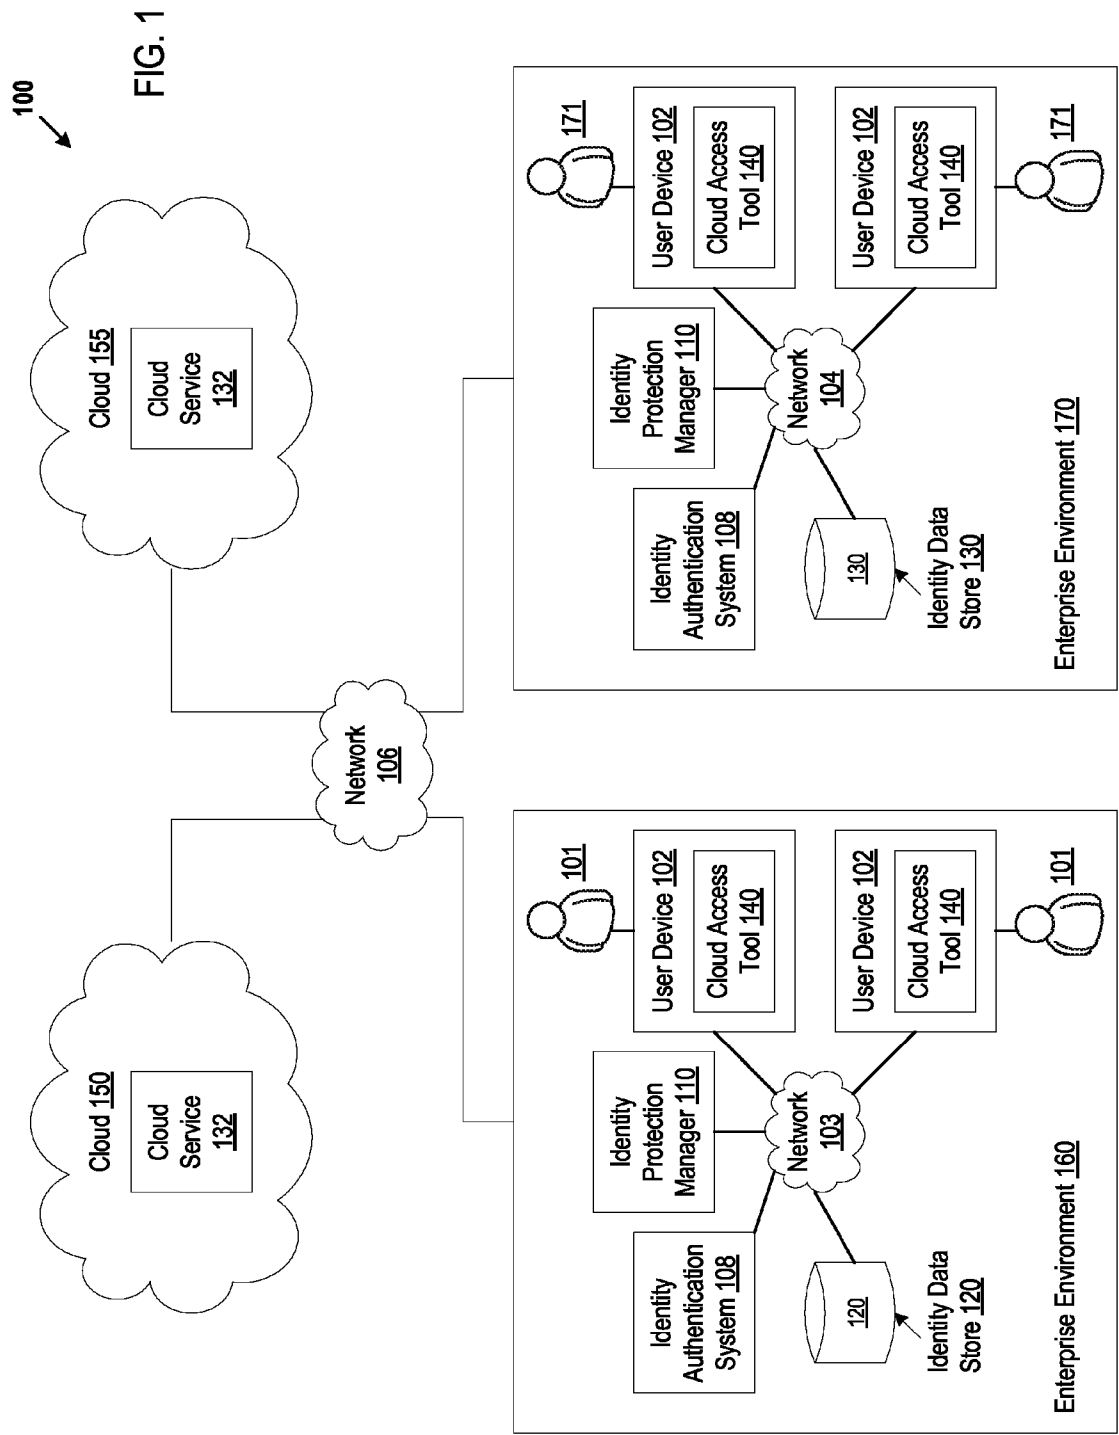 100
FIG. 1
Cloud 150
Cloud
Service
132
Cloud 155
Cloud
Service
132
Network
106
Identity
Authentication
System 108
Identity
Protection
Manager 110
User Device 102
Cloud Access
Tool 140
101
Network
103
120
Identity Data
Store 120
User Device 102
Cloud Access
Tool 140
101
Enterprise Environment 160
Identity
Authentication
System 108
Identity
Protection
Manager 110
User Device 102
Cloud Access
Tool 140
171
Network
104
130
Identity Data
Store 130
User Device 102
Cloud Access
Tool 140
171
Enterprise Environment 170